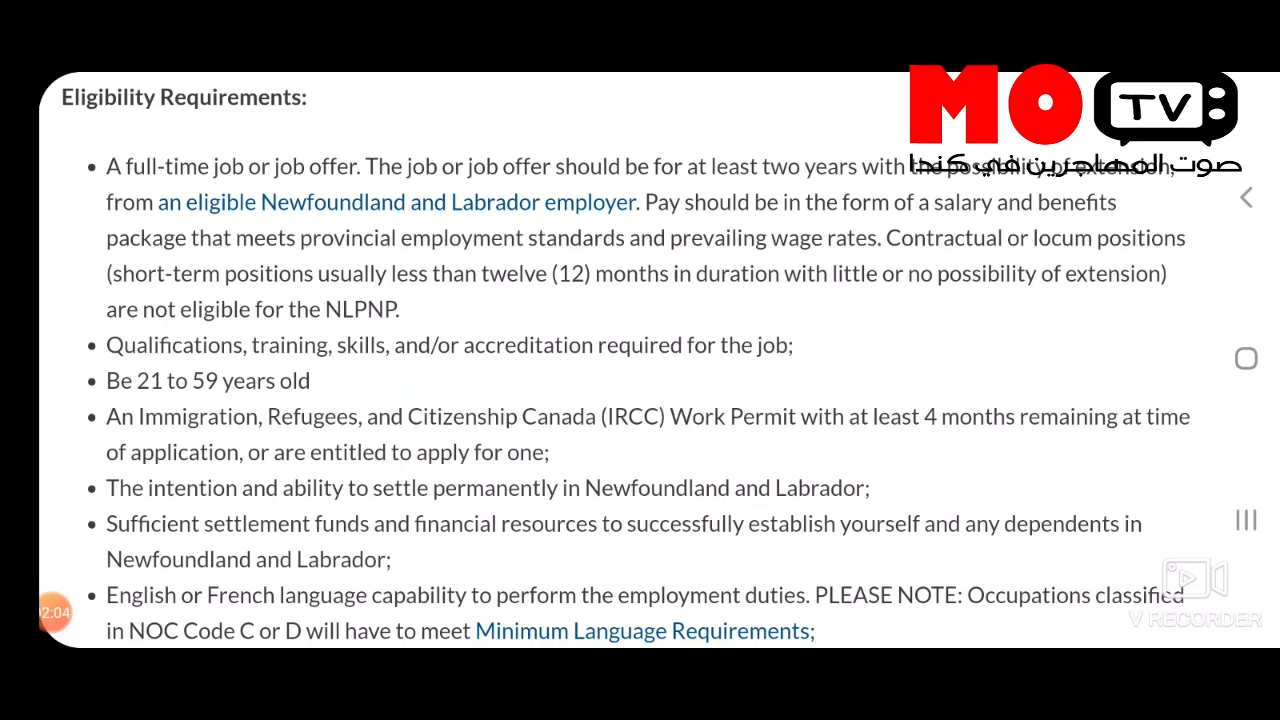 Eligibility Requirements:
MO TV
صوت المهاجرين في كندا
• A full-time job or job offer. The job or job offer should be for at least two years with the possibility of extension,
from an eligible Newfoundland and Labrador employer. Pay should be in the form of a salary and benefits
package that meets provincial employment standards and prevailing wage rates. Contractual or locum positions
(short-term positions usually less than twelve (12) months in duration with little or no possibility of extension)
are not eligible for the NLPNP.
• Qualifications, training, skills, and/or accreditation required for the job;
• Be 21 to 59 years old
• An Immigration, Refugees, and Citizenship Canada (IRCC) Work Permit with at least 4 months remaining at time
of application, or are entitled to apply for one;
• The intention and ability to settle permanently in Newfoundland and Labrador;
• Sufficient settlement funds and financial resources to successfully establish yourself and any dependents in
Newfoundland and Labrador;
• English or French language capability to perform the employment duties. PLEASE NOTE: Occupations classified
in NOC Code C or D will have to meet Minimum Language Requirements;
02:04
V RECORDER